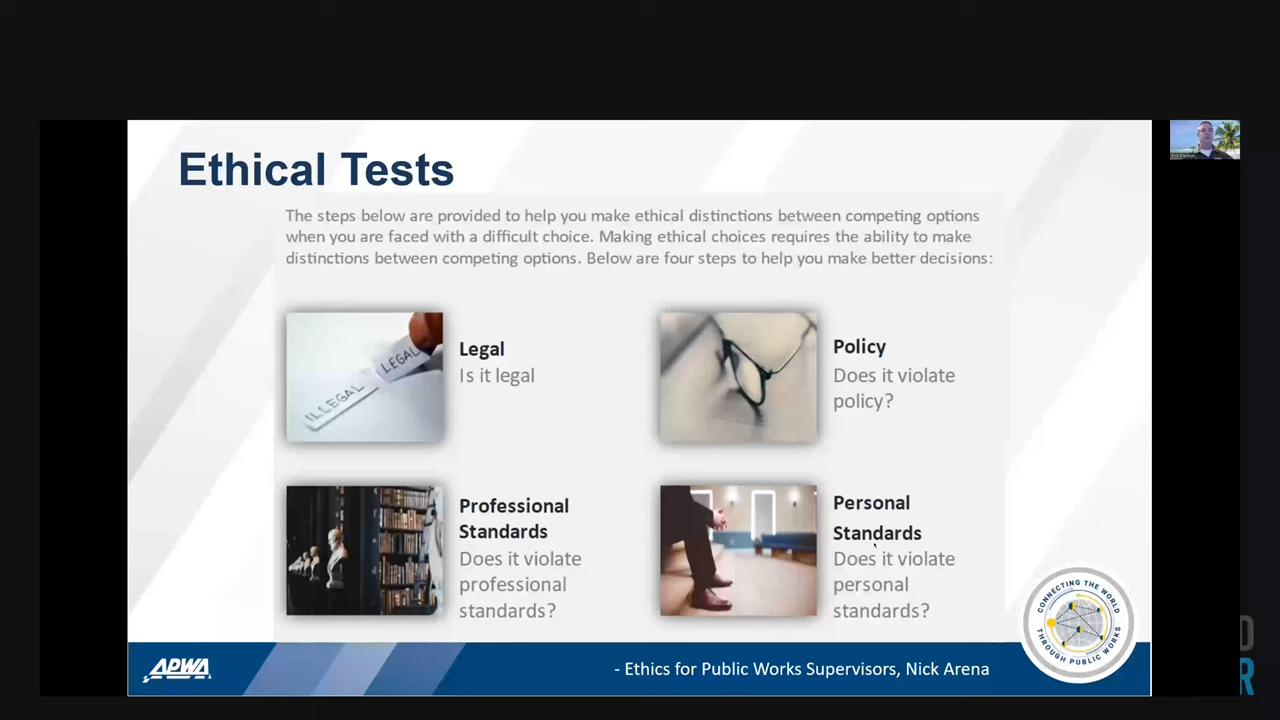 Ethical Tests
The steps below are provided to help you make ethical distinctions between competing options
when you are faced with a difficult choice. Making ethical choices requires the ability to make
distinctions between competing options. Below are four steps to help you make better decisions:
ILLEGAL
LEGAL
Legal
Is it legal
Policy
Does it violate
policy?
Professional
Standards
Does it violate
professional
standards?
Personal
Standards
Does it violate
personal
standards?
CONNECTING THE WORLD
THROUGH PUBLIC WORKS
APWA
- Ethics for Public Works Supervisors, Nick Arena
D
R